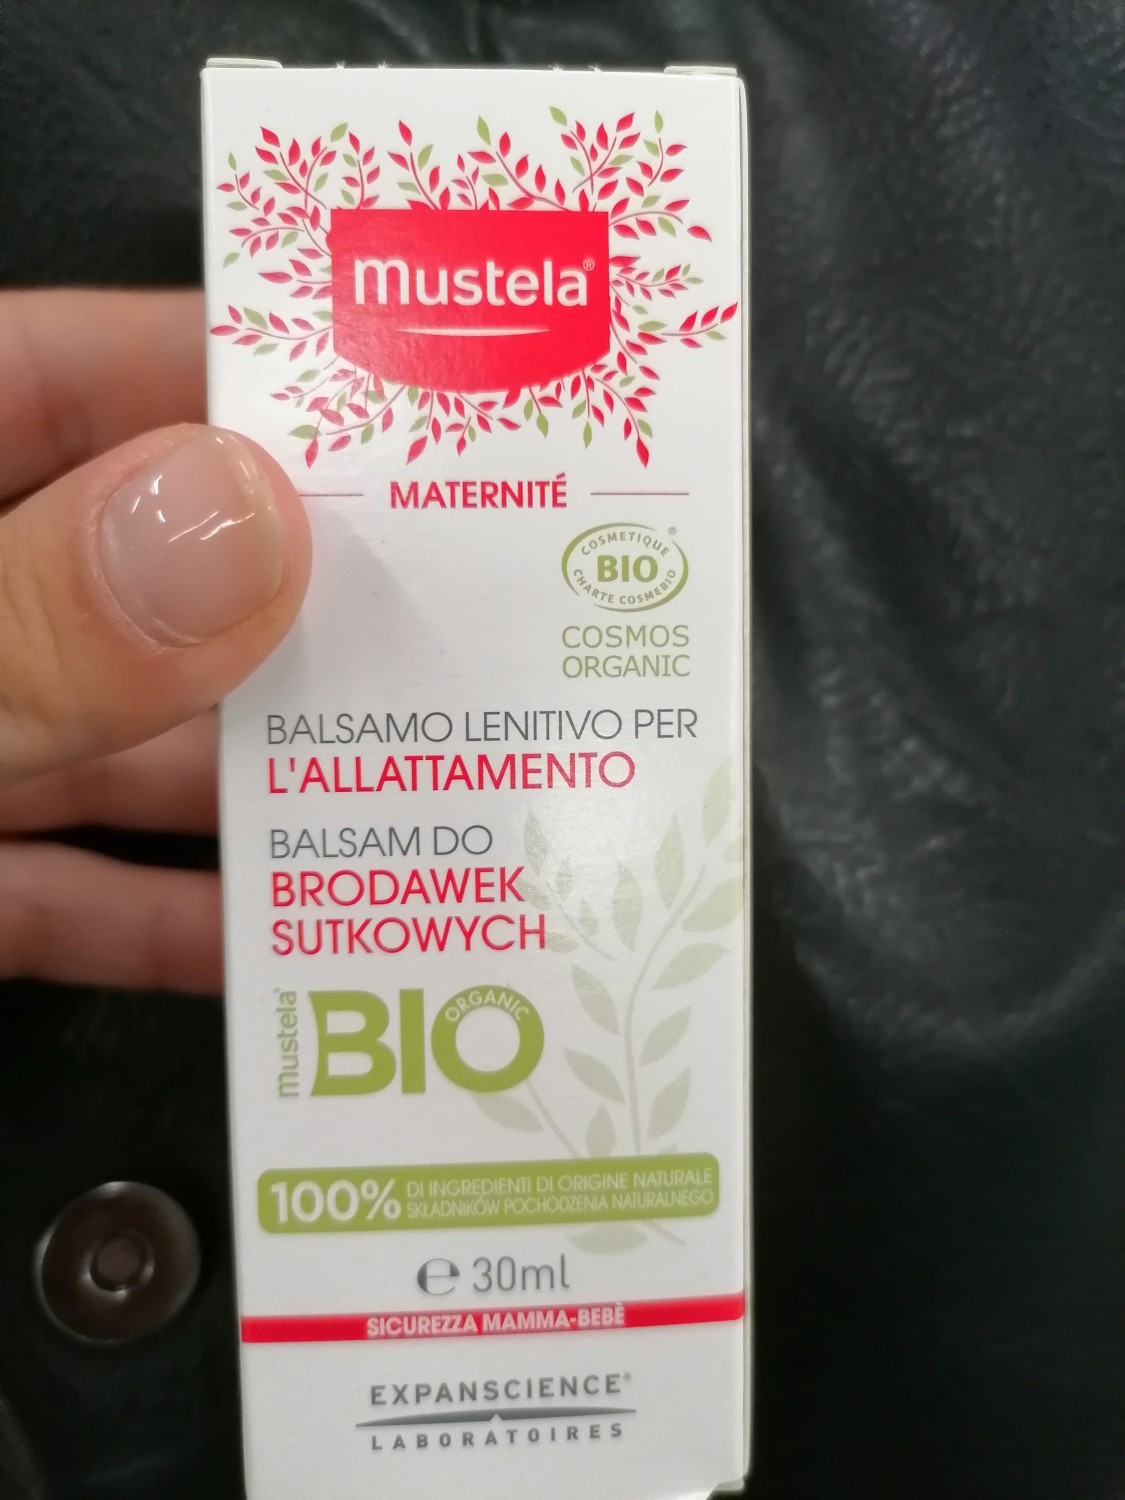 mustela®
MATERNITÉ
COSMETIQUE ®
BIO
CHARTE COSMEBIO
COSMOS
ORGANIC
BALSAMO LENITIVO PER
L'ALLATTAMENTO
BALSAM DO
BRODAWEK
SUTKOWYCH
mustela®
BIO
ORGANIC
100% DI INGREDIENTI DI ORIGINE NATURALE
SKŁADNIKÓW POCHODZENIA NATURALNEGO
℮ 30ml
SICUREZZA MAMMA-BEBÈ
EXPANSCIENCE®
LABORATOIRES